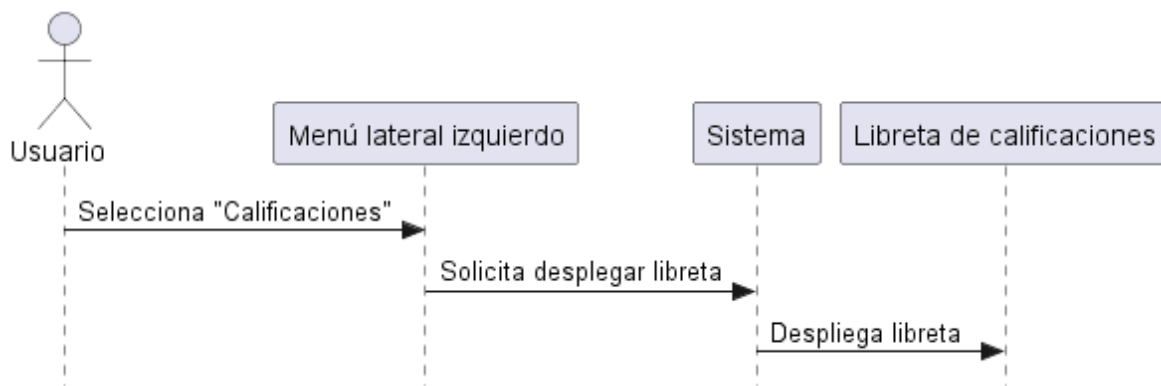 Usuario
Menú lateral izquierdo
Sistema
Libreta de calificaciones
Selecciona "Calificaciones"
Solicita desplegar libreta
Despliega libreta